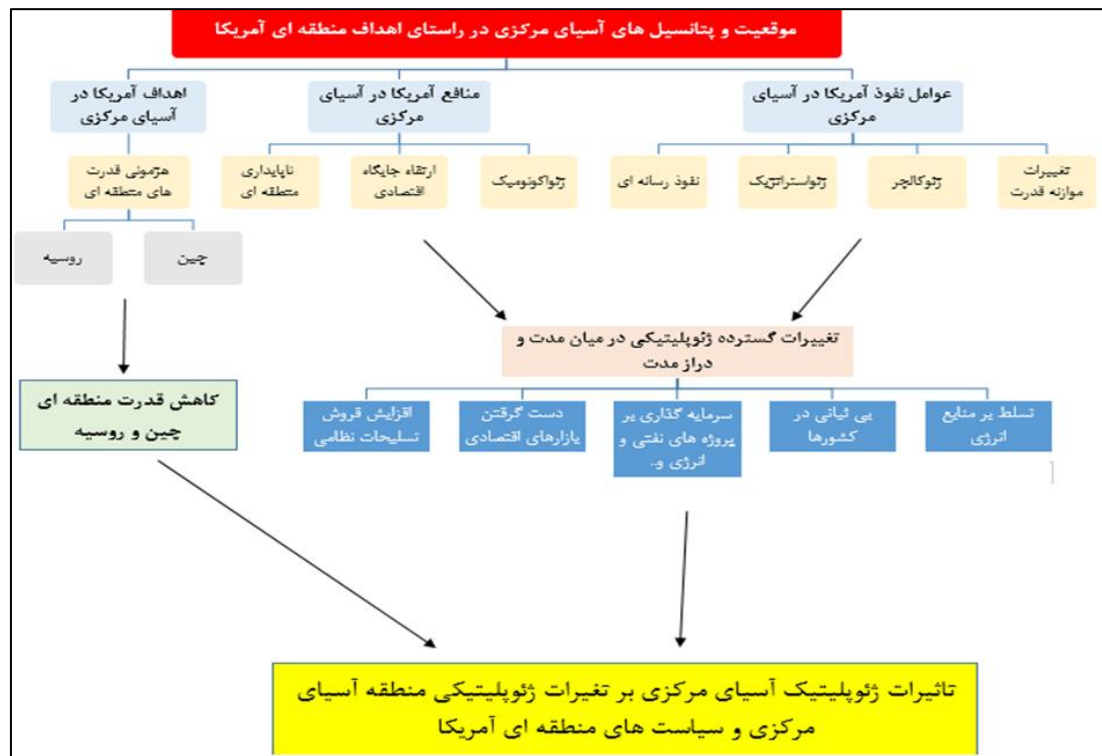 موقعیت و پتانسیل های آسیای مرکزی در راستای اهداف منطقه ای آمریکا
عوامل نفوذ آمریکا در آسیای
مرکزی
منافع آمریکا در آسیای
مرکزی
اهداف آمریکا در
آسیای مرکزی
تغییرات
موازنه قدرت
ژئوکالچر
ژئواستراتژیک
نفوذ رسانه ای
ژئواکونومیک
ارتقاء جایگاه
اقتصادی
ناپایداری
منطقه ای
هژمونی قدرت
های منطقه ای
چین
روسیه
تغییرات گسترده ژئوپلیتیکی در میان مدت و
دراز مدت
تسلط بر منابع
انرژی
بی ثباتی در
کشورها
سرمایه گذاری بر
پروژه های نفتی و
انرژی و..
دست گرفتن
بازارهای اقتصادی
افزایش فروش
تسلیحات نظامی
کاهش قدرت منطقه ای
چین و روسیه
تاثیرات ژئوپلیتیک آسیای مرکزی بر تغیرات ژئوپلیتیکی منطقه آسیای
مرکزی و سیاست های منطقه ای آمریکا